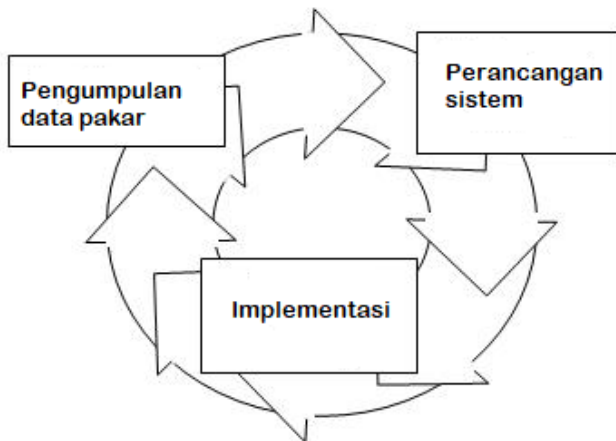 Pengumpulan
data pakar
Perancangan
sistem
Implementasi